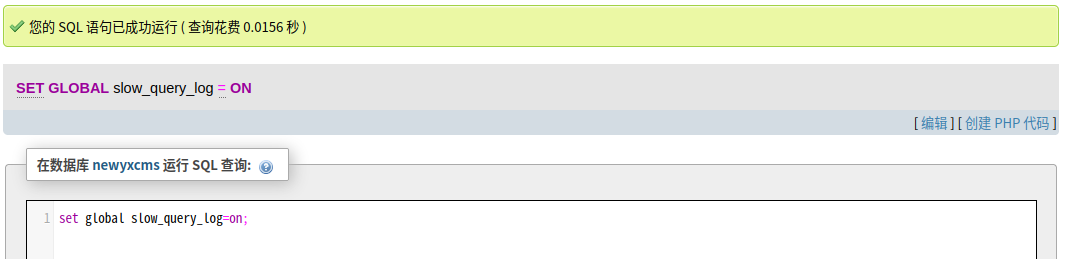 您的 SQL 语句已成功运行 ( 查询花费 0.0156 秒 )
SET GLOBAL slow_query_log = ON
[ 编辑 ] [ 创建 PHP 代码 ]
在数据库 newyxcms 运行 SQL 查询:
1 set global slow_query_log=on;